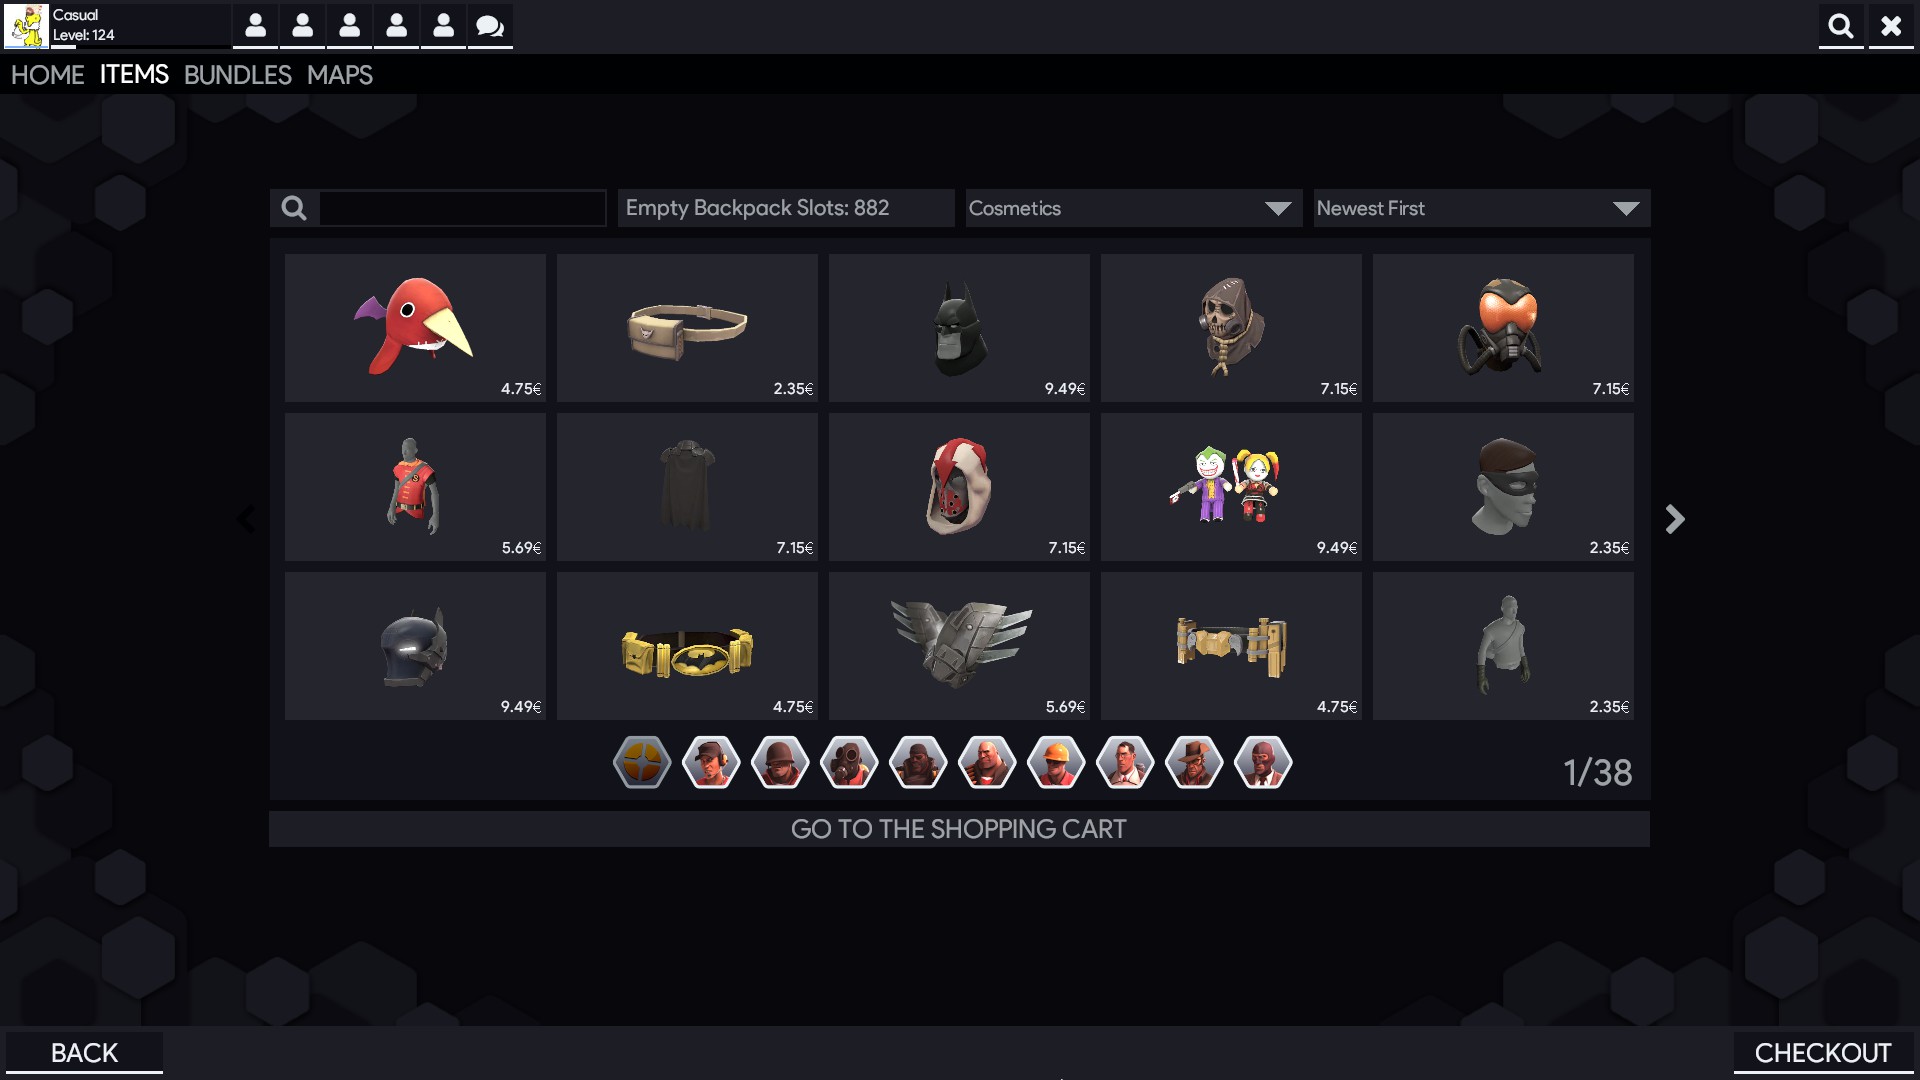 Casual
Level: 124
HOME ITEMS BUNDLES MAPS
Empty Backpack Slots: 882
Cosmetics
Newest First
4.75€
2.35€
9.49€
7.15€
7.15€
5.69€
7.15€
7.15€
9.49€
2.35€
9.49€
4.75€
5.69€
4.75€
2.35€
1/38
GO TO THE SHOPPING CART
BACK
CHECKOUT